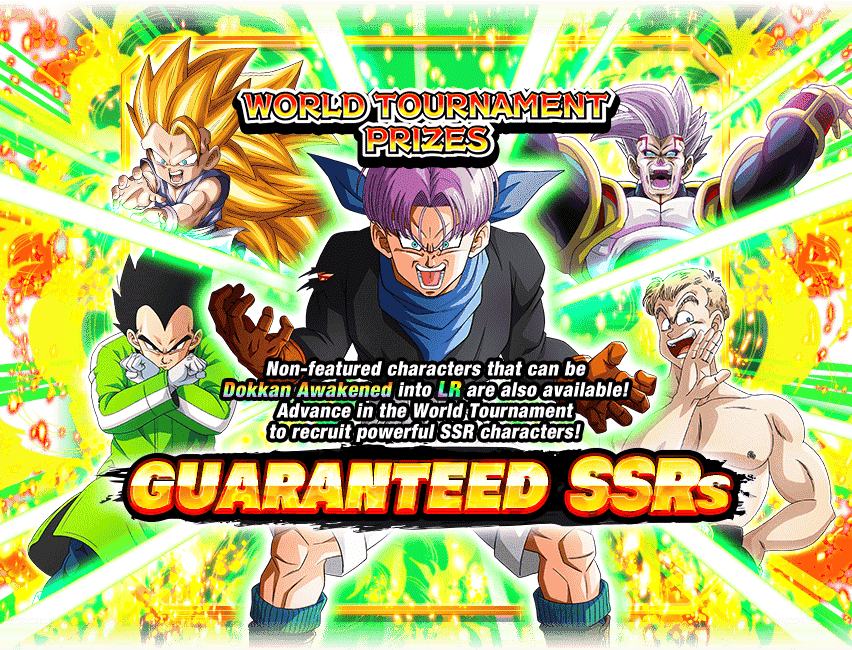 WORLD TOURNAMENT
PRIZES
Non-featured characters that can be
Dokkan Awakened into LR are also available!
Advance in the World Tournament
to recruit powerful SSR characters!
GUARANTEED SSRs